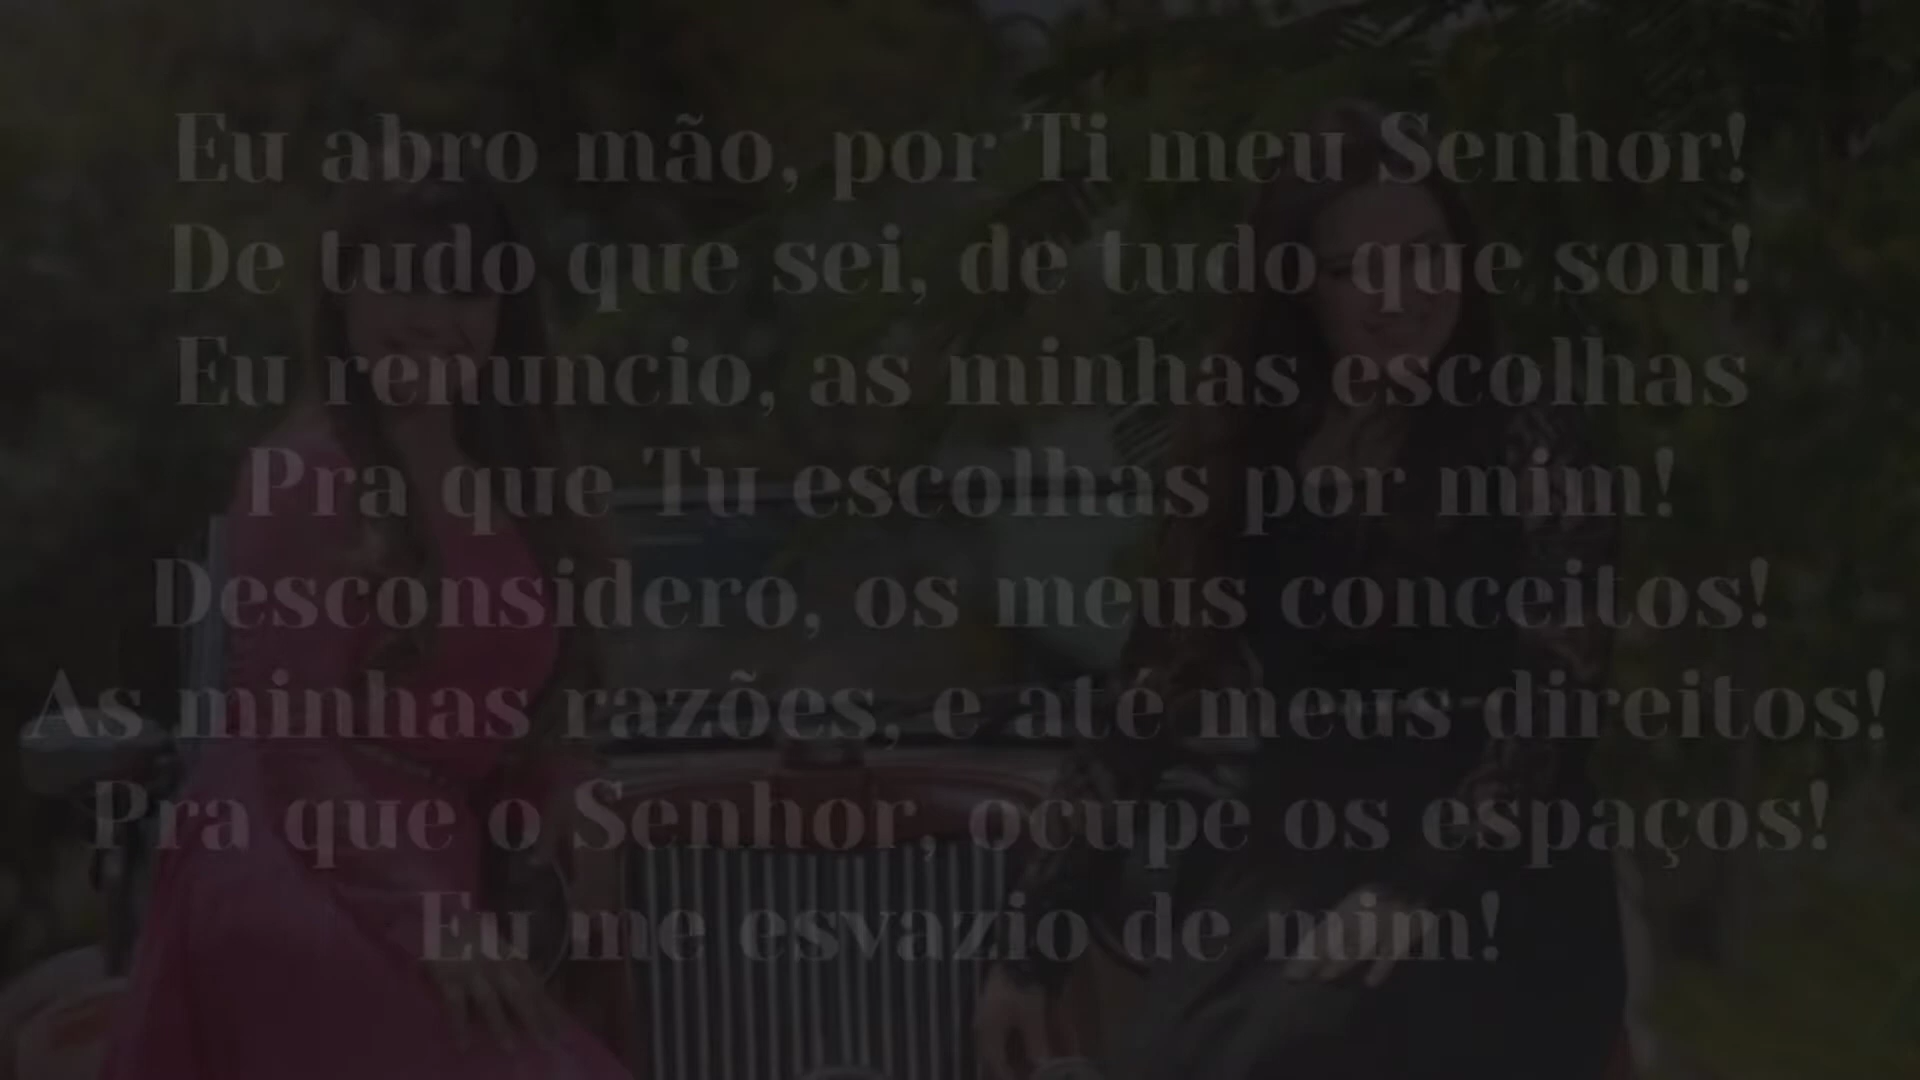 Eu abro mão, por Ti meu Senhor!
De tudo que sei, de tudo que sou!
Eu renuncio, as minhas escolhas
Pra que Tu escolhas por mim!
Desconsidero, os meus conceitos!
As minhas razões, e até meus direitos!
Pra que o Senhor, ocupe os espaços!
Eu me esvazio de mim!